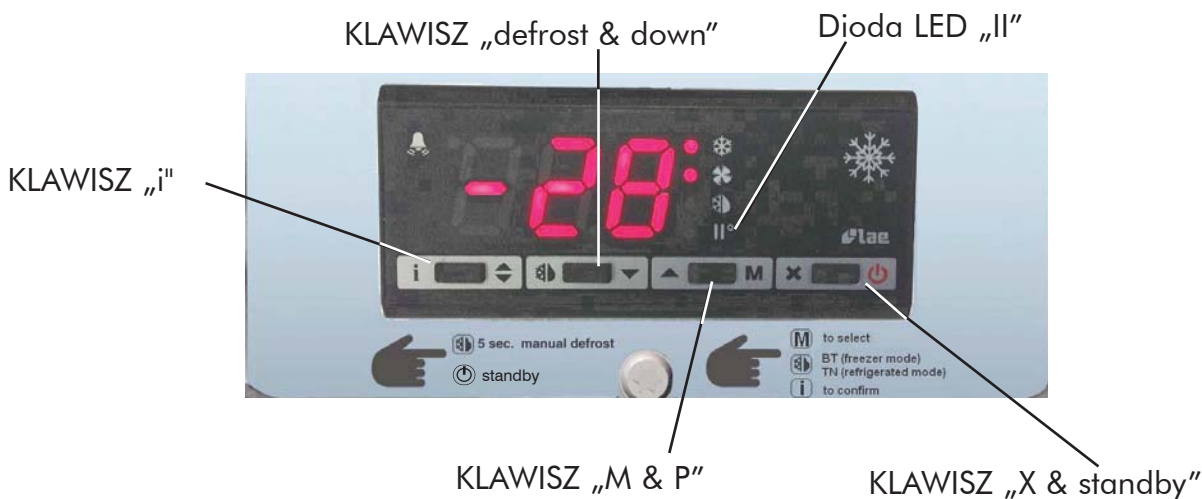 KLAWISZ „defrost & down”
Dioda LED „II”
KLAWISZ „i"
-28:
II°
lae
i
M
5 sec. manual defrost
standby
M to select
BT (freezer mode)
TN (refrigerated mode)
i to confirm
KLAWISZ „M & P”
KLAWISZ „X & standby”